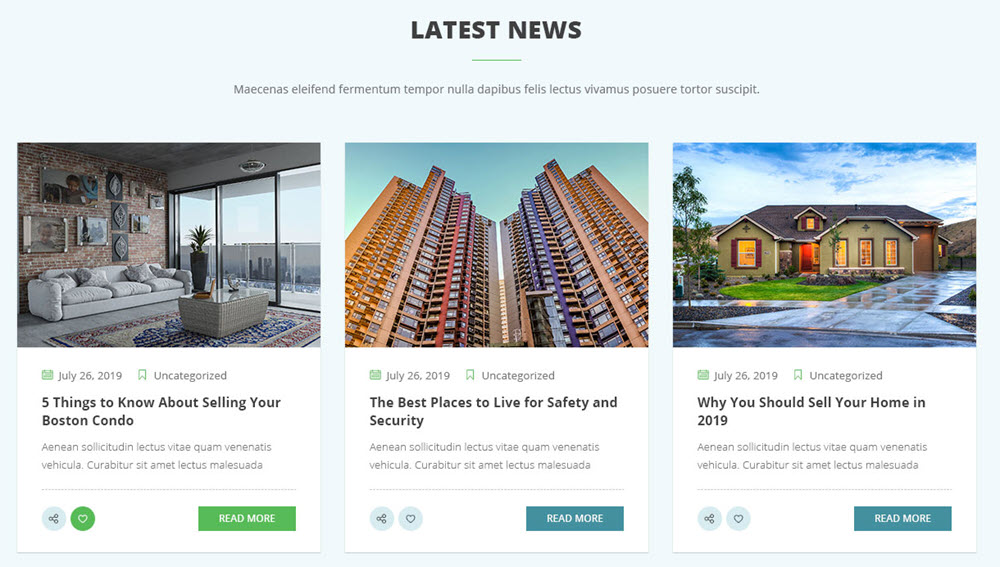 LATEST NEWS
Maecenas eleifend fermentum tempor nulla dapibus felis lectus vivamus posuere tortor suscipit.
July 26, 2019 Uncategorized
5 Things to Know About Selling Your
Boston Condo
Aenean sollicitudin lectus vitae quam venenatis
vehicula. Curabitur sit amet lectus malesuada
READ MORE
July 26, 2019 Uncategorized
The Best Places to Live for Safety and
Security
Aenean sollicitudin lectus vitae quam venenatis
vehicula. Curabitur sit amet lectus malesuada
READ MORE
July 26, 2019 Uncategorized
Why You Should Sell Your Home in
2019
Aenean sollicitudin lectus vitae quam venenatis
vehicula. Curabitur sit amet lectus malesuada
READ MORE